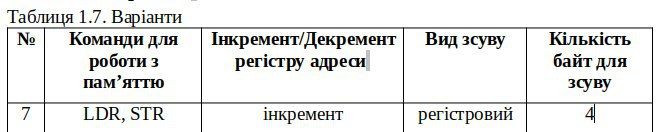 Таблиця 1.7. Варіанти
№ Команди для роботи з пам’яттю Інкремент/Декремент регістру адреси Вид зсуву Кількість байт для зсуву
7 LDR, STR інкремент регістровий 4